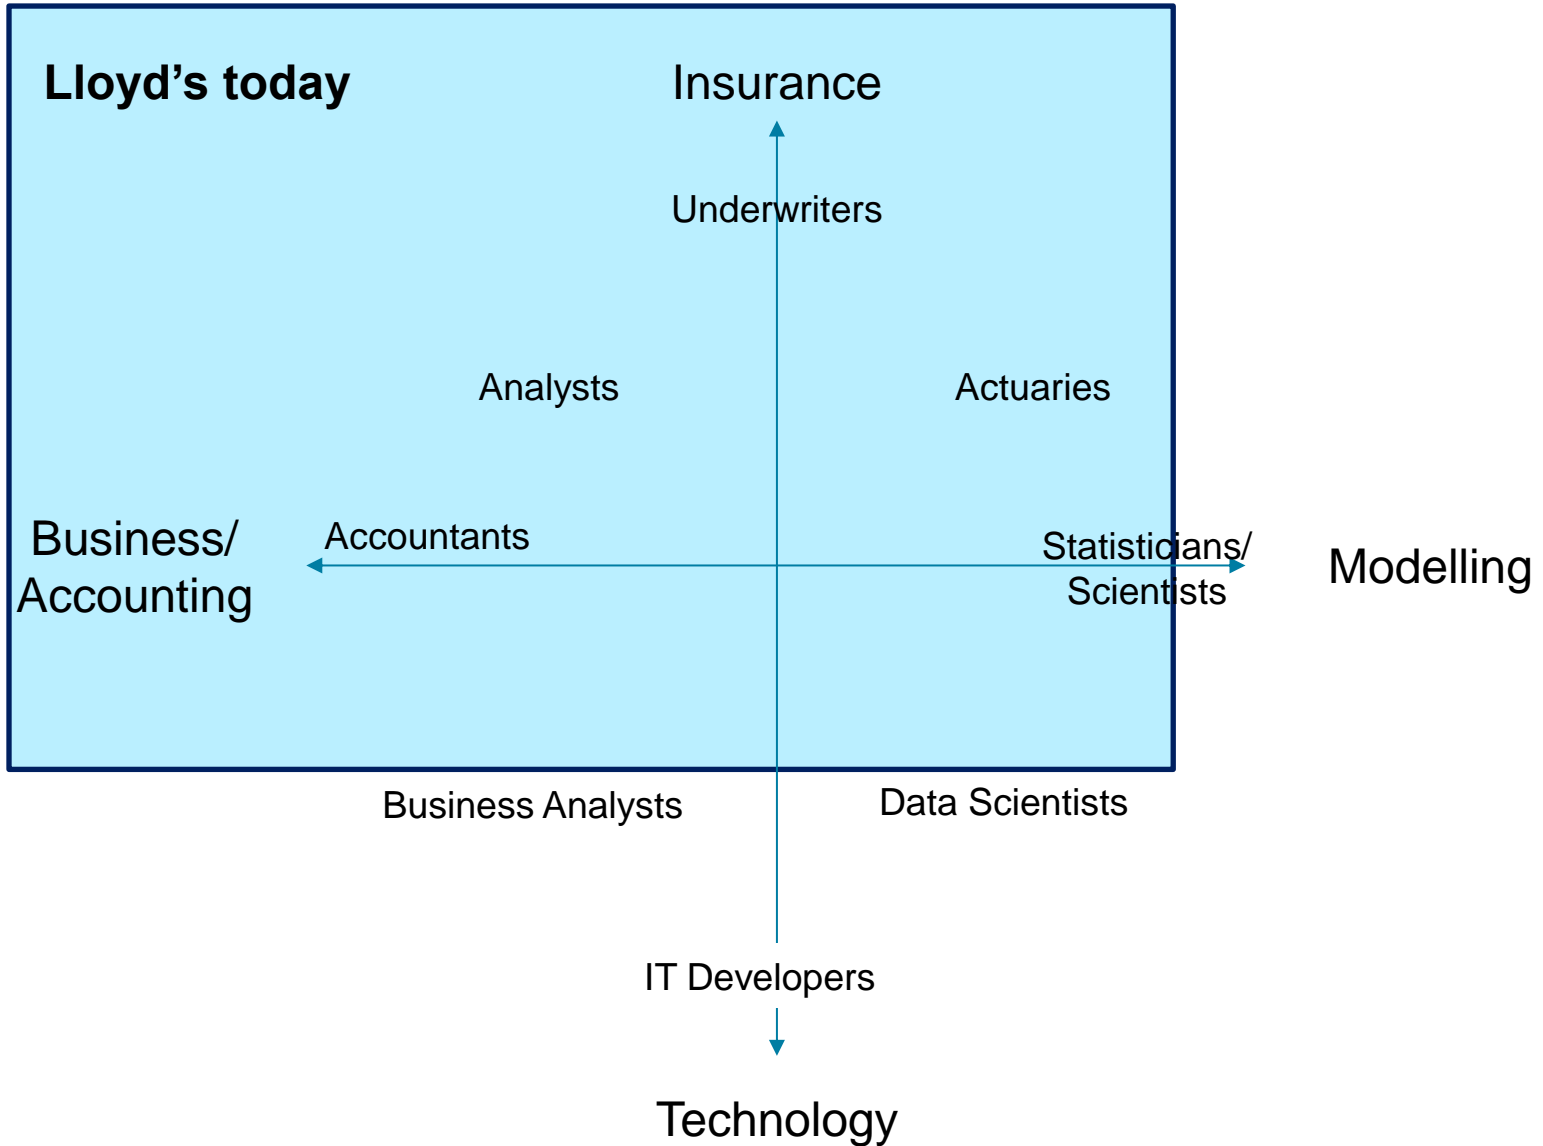 Lloyd’s today
Insurance
Underwriters
Analysts
Actuaries
Business/
Accounting
Accountants
Statisticians/
Scientists
Modelling
Business Analysts
Data Scientists
IT Developers
Technology